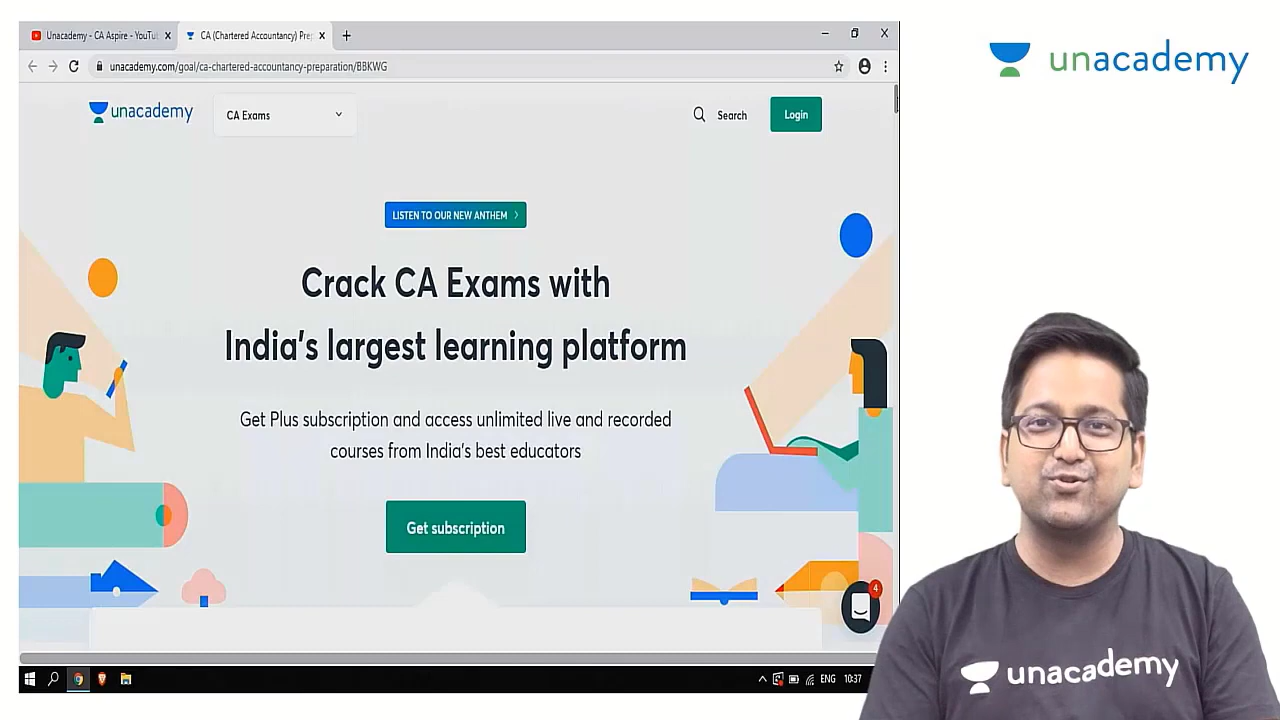 Unacademy - CA Aspire - YouTu
CA (Chartered Accountancy) Pre
unacademy.com/goal/ca-chartered-accountancy-preparation/BBKWG
unacademy
CA Exams
Search
Login
LISTEN TO OUR NEW ANTHEM
Crack CA Exams with
India's largest learning platform
Get Plus subscription and access unlimited live and recorded
courses from India's best educators
Get subscription
4
ENG
10:37
unacademy
unacademy